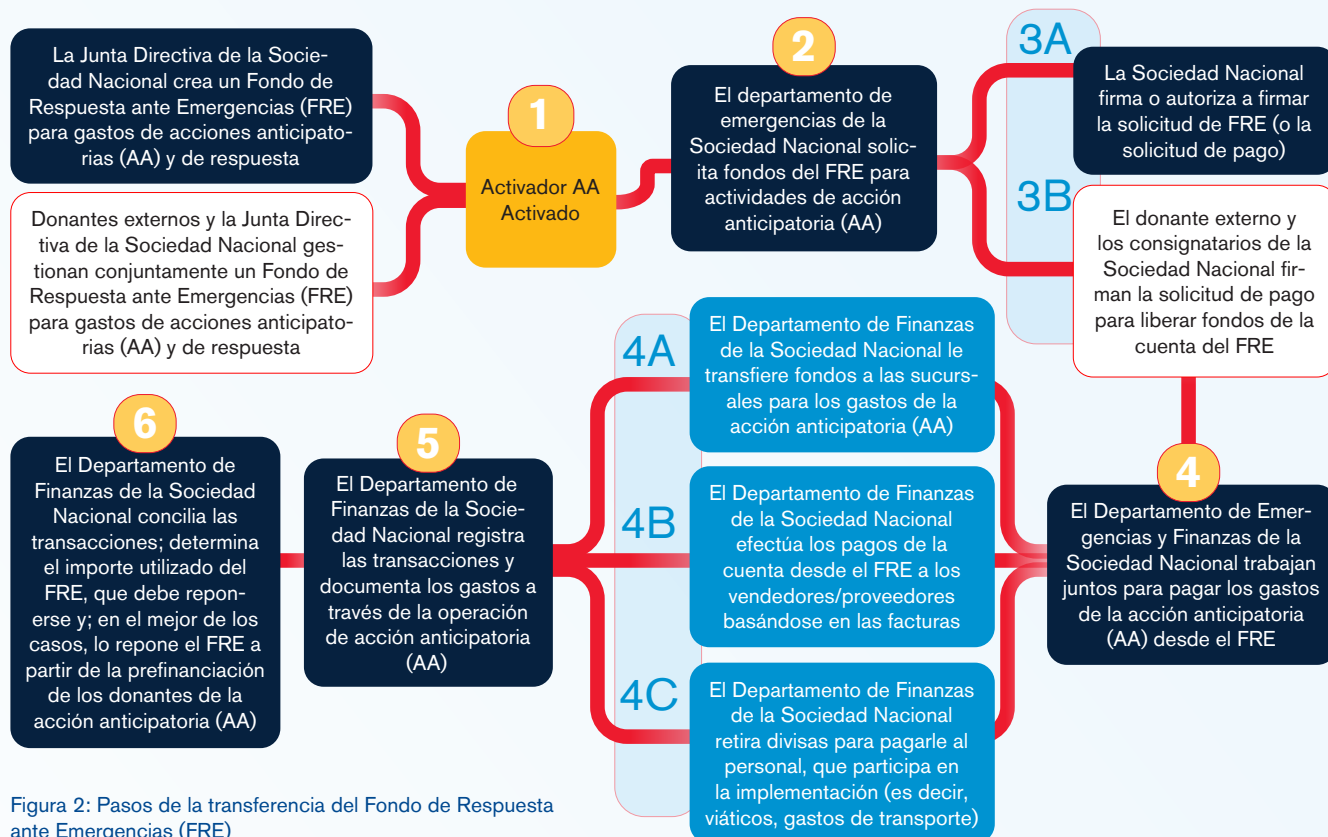 La Junta Directiva de la Socie-
dad Nacional crea un Fondo de
Respuesta ante Emergencias (FRE)
para gastos de acciones anticipato-
rias (AA) y de respuesta
Donantes externos y la Junta Direc-
tiva de la Sociedad Nacional ges-
tionan conjuntamente un Fondo de
Respuesta ante Emergencias (FRE)
para gastos de acciones anticipato-
rias (AA) y de respuesta
1
Activador AA
Activado
2
El departamento de
emergencias de la
Sociedad Nacional solic-
ita fondos del FRE para
actividades de acción
anticipatoria (AA)
3A
La Sociedad Nacional
firma o autoriza a firmar
la solicitud de FRE (o la
solicitud de pago)
3B
El donante externo y
los consignatarios de la
Sociedad Nacional fir-
man la solicitud de pago
para liberar fondos de la
cuenta del FRE
4
El Departamento de Emer-
gencias y Finanzas de la
Sociedad Nacional trabajan
juntos para pagar los gastos
de la acción anticipatoria
(AA) desde el FRE
4A
El Departamento de Finanzas
de la Sociedad Nacional le
transfiere fondos a las sucurs-
ales para los gastos de la
acción anticipatoria (AA)
4B
El Departamento de Finanzas
de la Sociedad Nacional
efectúa los pagos de la
cuenta desde el FRE a los
vendedores/proveedores
basándose en las facturas
4C
El Departamento de Finanzas
de la Sociedad Nacional
retira divisas para pagarle al
personal, que participa en
la implementación (es decir,
viáticos, gastos de transporte)
5
El Departamento de
Finanzas de la Socie-
dad Nacional registra
las transacciones y
documenta los gastos a
través de la operación
de acción anticipatoria
(AA)
6
El Departamento de
Finanzas de la Sociedad
Nacional concilia las
transacciones; determina
el importe utilizado del
FRE, que debe repon-
erse y; en el mejor de los
casos, lo repone el FRE a
partir de la prefinanciación
de los donantes de la
acción anticipatoria (AA)
Figura 2: Pasos de la transferencia del Fondo de Respuesta
ante Emergencias (FRE)